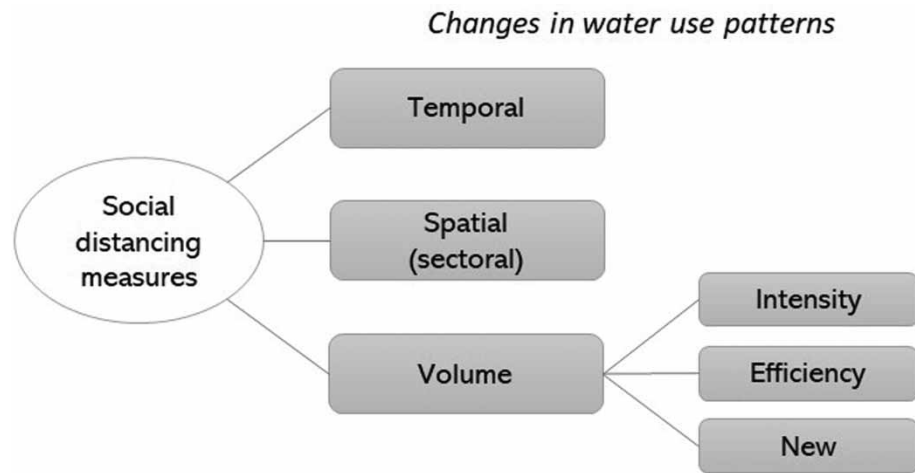 Changes in water use patterns
Temporal
Social
distancing
measures
Spatial
(sectoral)
Volume
Intensity
Efficiency
New